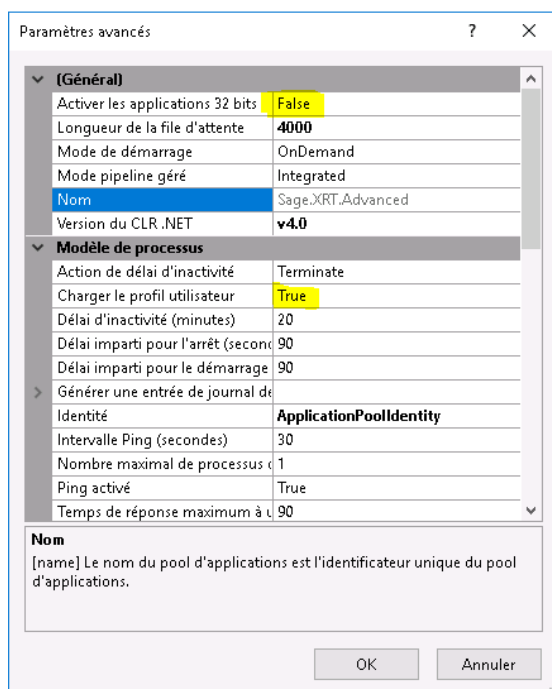 Paramètres avancés
(Général)
Activer les applications 32 bits False
Longueur de la file d'attente 4000
Mode de démarrage OnDemand
Mode pipeline géré Integrated
Nom Sage.XRT.Advanced
Version du CLR .NET v4.0
Modèle de processus
Action de délai d'inactivité Terminate
Charger le profil utilisateur True
Délai d'inactivité (minutes) 20
Délai imparti pour l'arrêt (secon 90
Délai imparti pour le démarrage 90
Générer une entrée de journal de
Identité ApplicationPoolIdentity
Intervalle Ping (secondes) 30
Nombre maximal de processus 1
Ping activé True
Temps de réponse maximum à 90
Nom
[name] Le nom du pool d'applications est l'identificateur unique du pool
d'applications.
OK Annuler